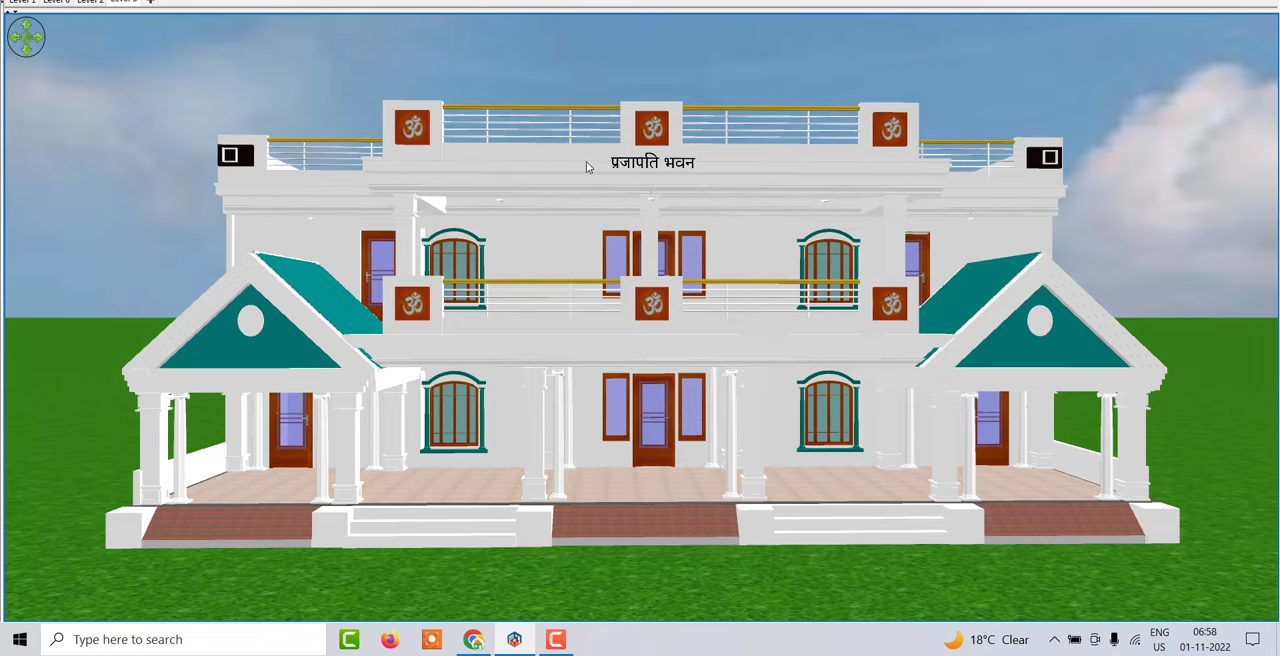 ॐ ॐ ॐ
प्रजापति भवन
ॐ ॐ ॐ
Type here to search
18°C Clear
ENG
US
06:58
01-11-2022